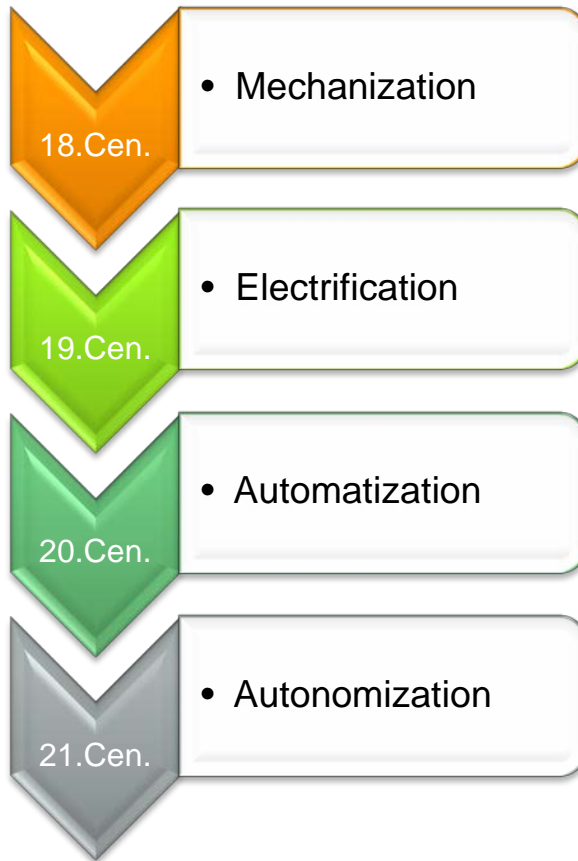 18.Cen.
• Mechanization
19.Cen.
• Electrification
20.Cen.
• Automatization
21.Cen.
• Autonomization